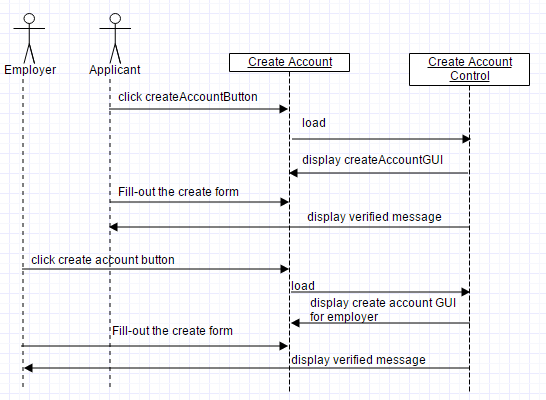 Employer
Applicant
Create Account
Create Account
Control
click createAccountButton
load
display createAccountGUI
Fill-out the create form
display verified message
click create account button
load
display create account GUI
for employer
Fill-out the create form
display verified message